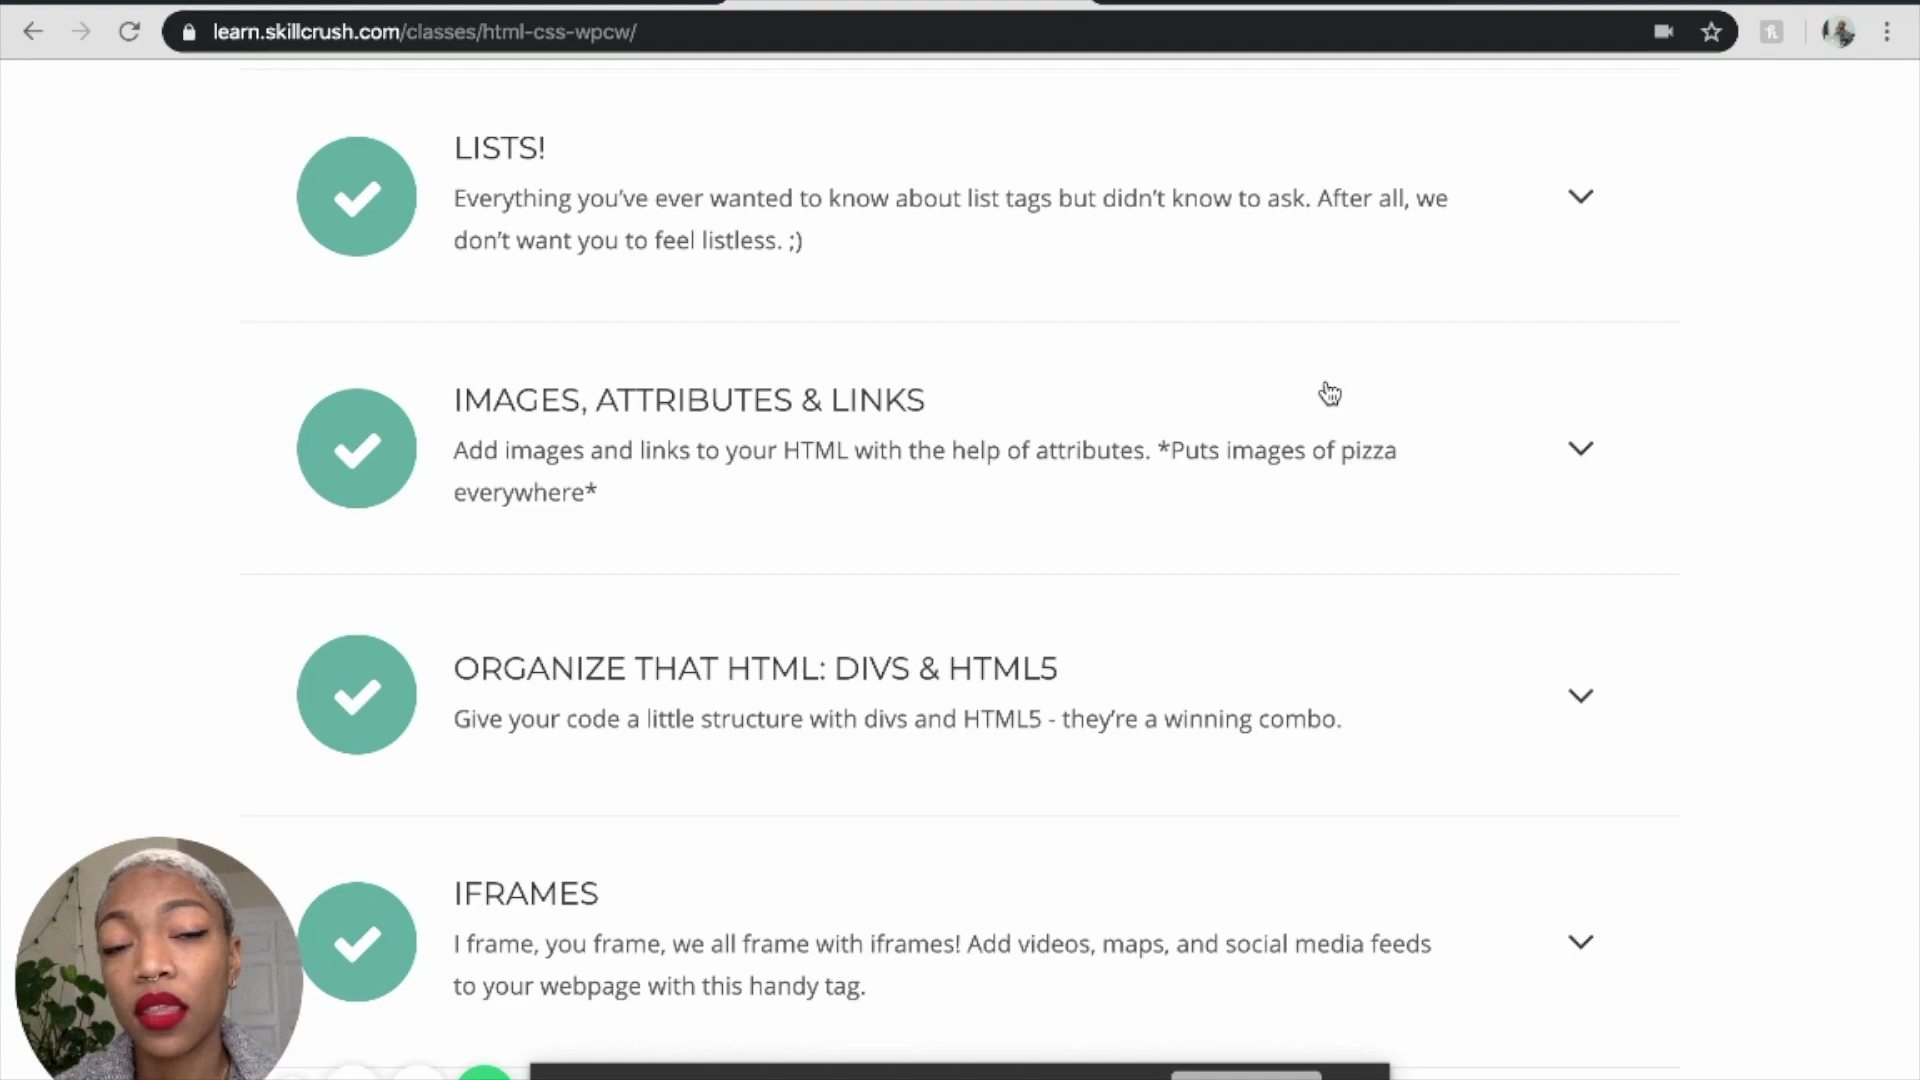 learn.skillcrush.com/classes/html-css-wpcw/
LISTS!
Everything you’ve ever wanted to know about list tags but didn’t know to ask. After all, we
don’t want you to feel listless. ;)
IMAGES, ATTRIBUTES & LINKS
Add images and links to your HTML with the help of attributes. *Puts images of pizza
everywhere*
ORGANIZE THAT HTML: DIVS & HTML5
Give your code a little structure with divs and HTML5 - they’re a winning combo.
IFRAMES
I frame, you frame, we all frame with iframes! Add videos, maps, and social media feeds
to your webpage with this handy tag.